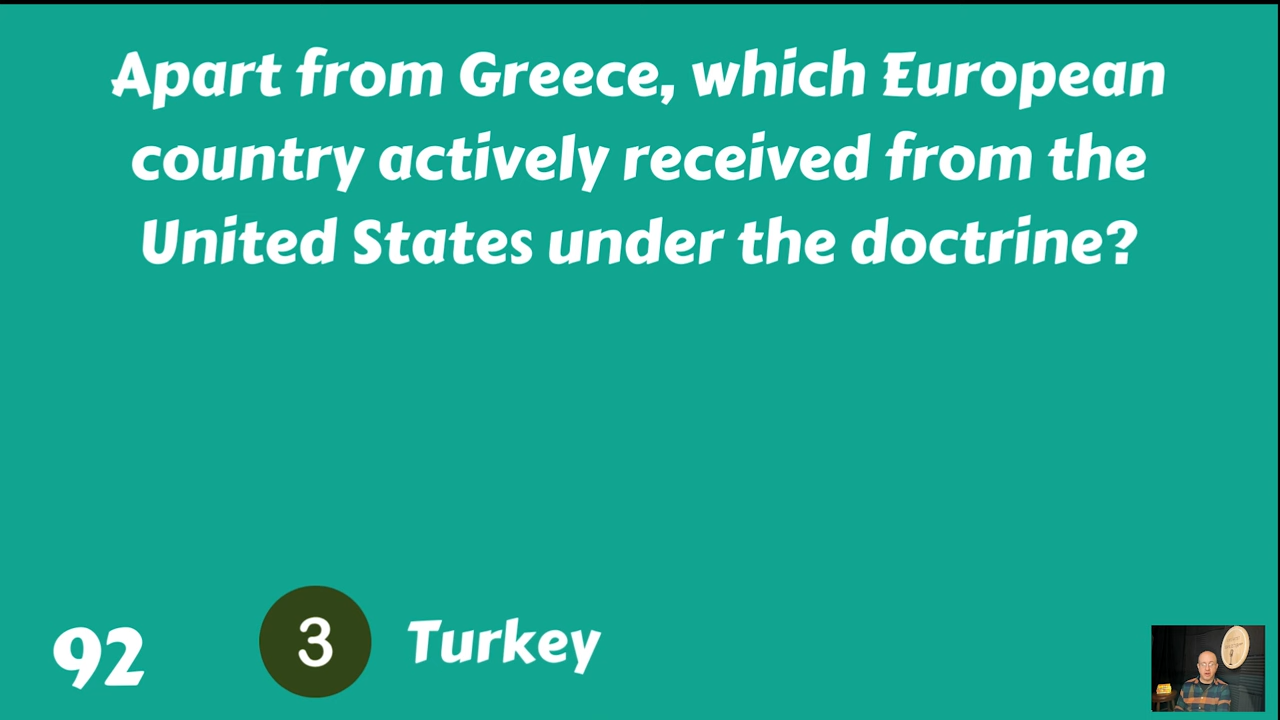 Apart from Greece, which European
country actively received from the
United States under the doctrine?
92
3
Turkey